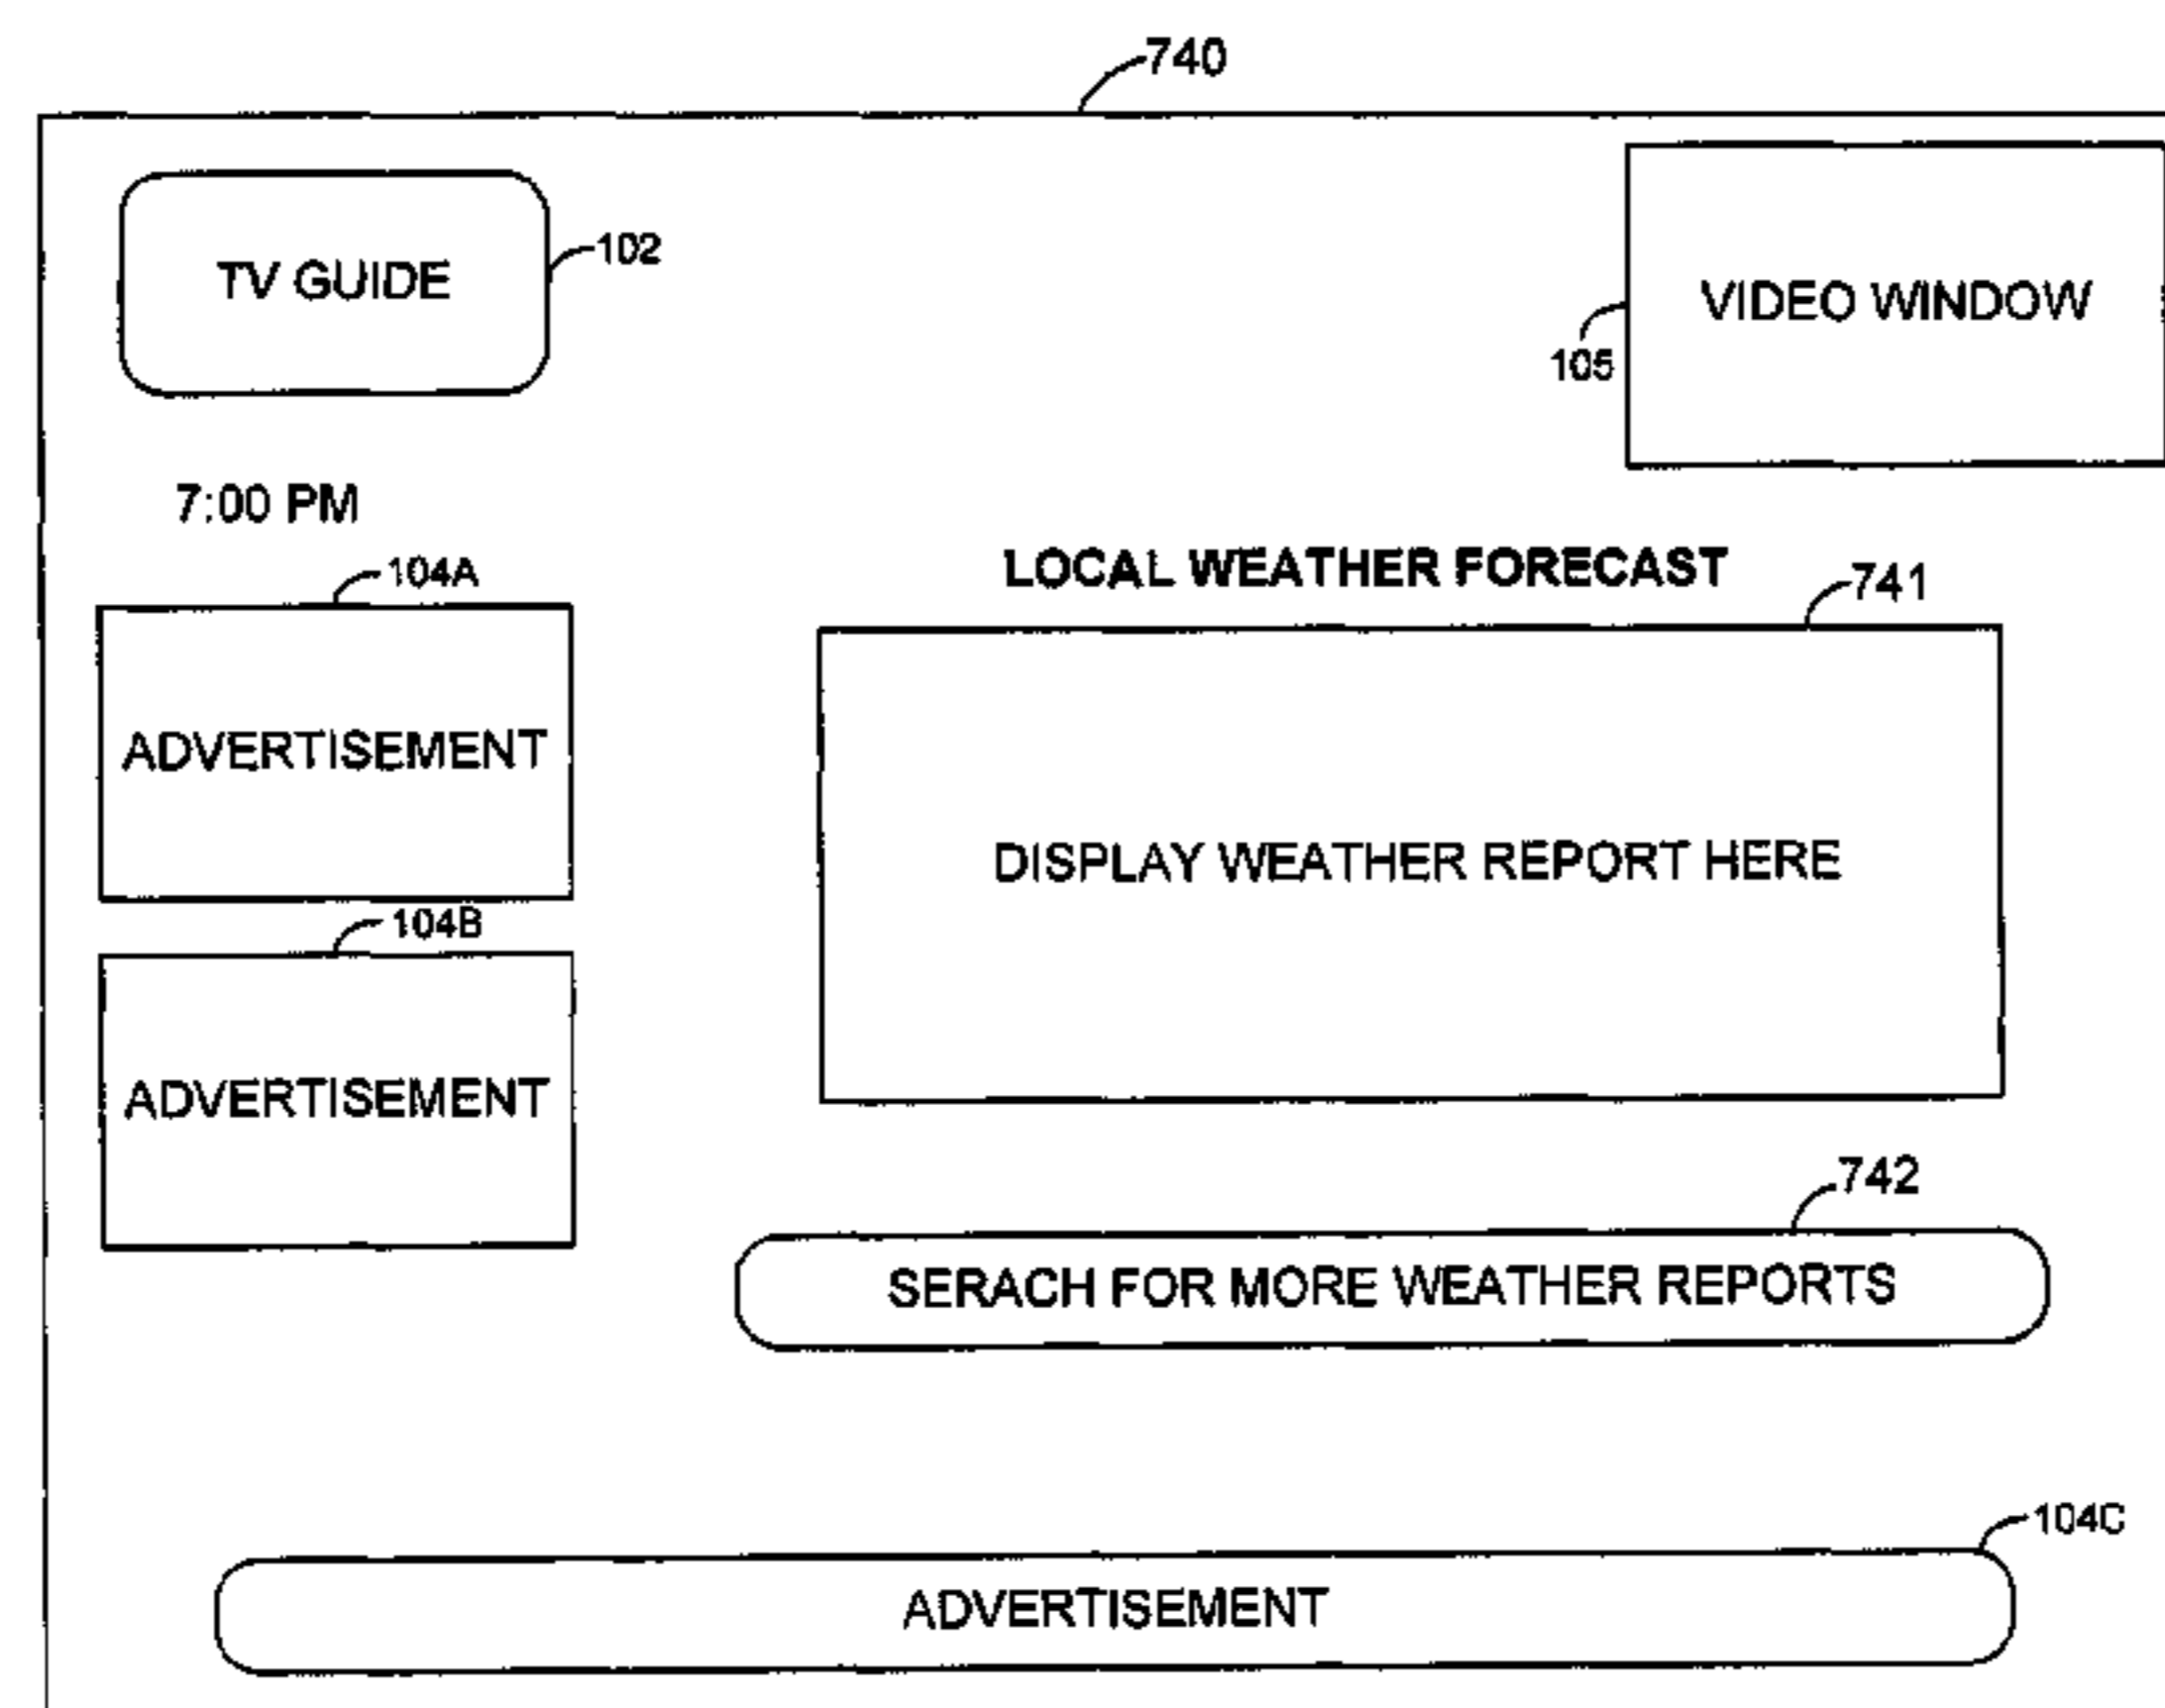 740
TV GUIDE
102
VIDEO WINDOW
105
7:00 PM
LOCAL WEATHER FORECAST
104A
741
ADVERTISEMENT
DISPLAY WEATHER REPORT HERE
104B
ADVERTISEMENT
742
SERACH FOR MORE WEATHER REPORTS
104C
ADVERTISEMENT